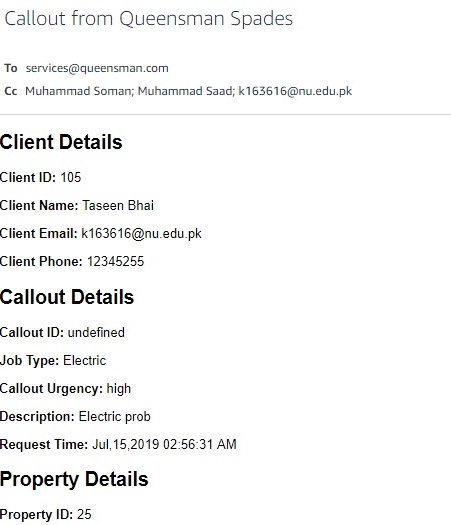 Callout from Queensman Spades
To services@queensman.com
Cc Muhammad Soman; Muhammad Saad; k163616@nu.edu.pk
Client Details
Client ID: 105
Client Name: Taseen Bhai
Client Email: k163616@nu.edu.pk
Client Phone: 12345255
Callout Details
Callout ID: undefined
Job Type: Electric
Callout Urgency: high
Description: Electric prob
Request Time: Jul,15,2019 02:56:31 AM
Property Details
Property ID: 25